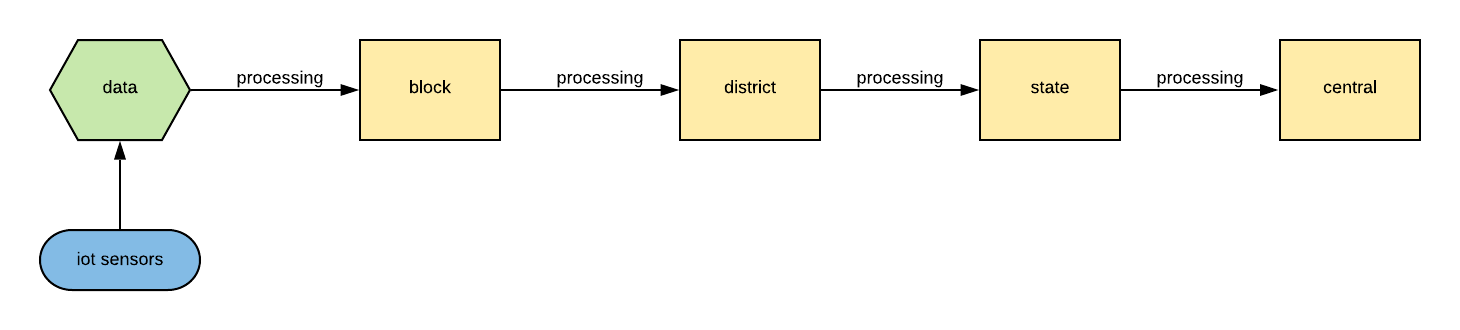 data
processing
block
processing
district
processing
state
processing
central
iot sensors